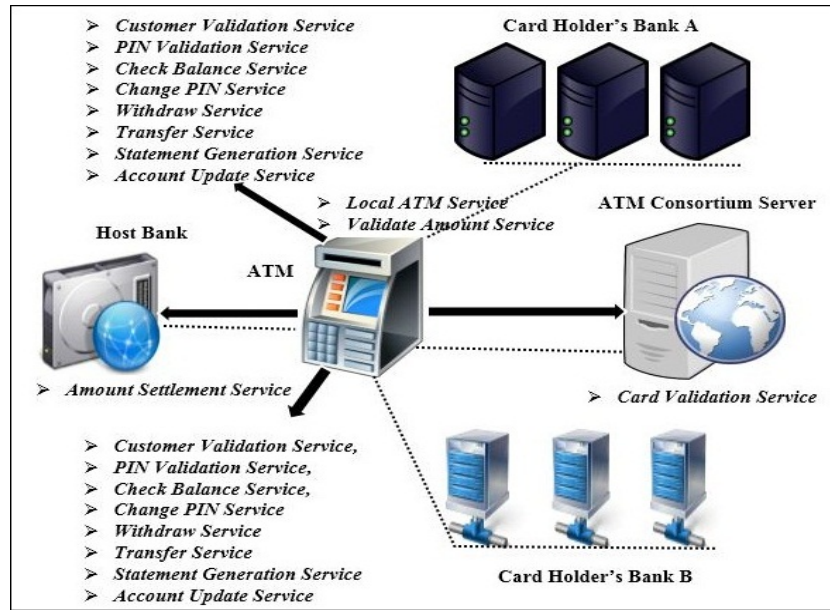 ➢ Customer Validation Service
➢ PIN Validation Service
➢ Check Balance Service
➢ Change PIN Service
➢ Withdraw Service
➢ Transfer Service
➢ Statement Generation Service
➢ Account Update Service
Card Holder's Bank A
➢ Local ATM Service
➢ Validate Amount Service
ATM Consortium Server
Host Bank
ATM
➢ Amount Settlement Service
➢ Card Validation Service
➢ Customer Validation Service,
➢ PIN Validation Service,
➢ Check Balance Service,
➢ Change PIN Service
➢ Withdraw Service
➢ Transfer Service
➢ Statement Generation Service
➢ Account Update Service
Card Holder's Bank B